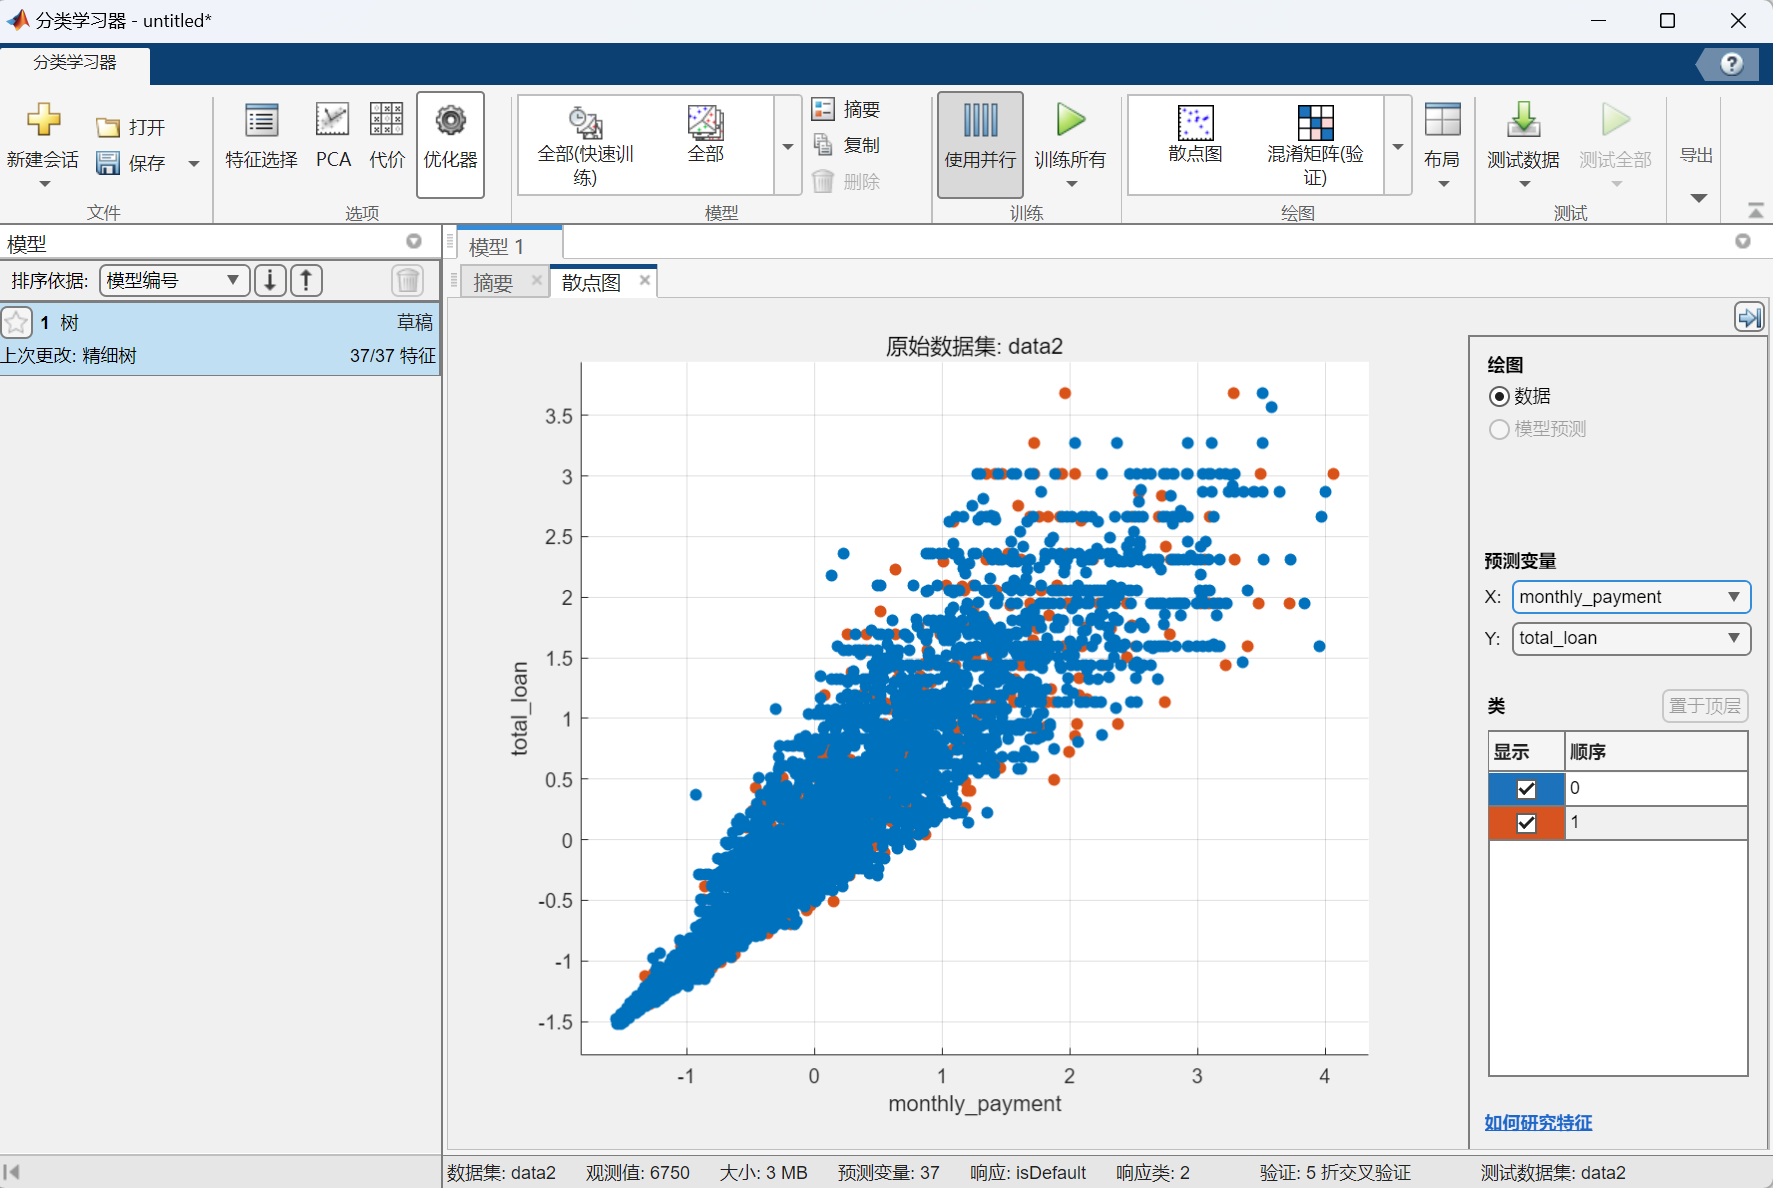 分类学习器 - untitled*
分类学习器
?
新建会话
打开
保存
文件
特征选择
PCA
代价
优化器
选项
全部(快速训
练)
全部
摘要
复制
删除
模型
使用并行
训练所有
训练
散点图
混淆矩阵(验
证)
布局
绘图
测试数据
测试全部
测试
导出
模型
排序依据: 模型编号
1 树 草稿
上次更改: 精细树 37/37 特征
模型 1
摘要
散点图
原始数据集: data2
3.5
3
2.5
2
1.5
1
0.5
0
-0.5
-1
-1.5
total_loan
-1 0 1 2 3 4
monthly_payment
绘图
数据
模型预测
预测变量
X: monthly_payment
Y: total_loan
类 置于顶层
显示 顺序
0
1
如何研究特征
数据集: data2 观测值: 6750 大小: 3 MB 预测变量: 37 响应: isDefault 响应类: 2 验证: 5 折交叉验证 测试数据集: data2